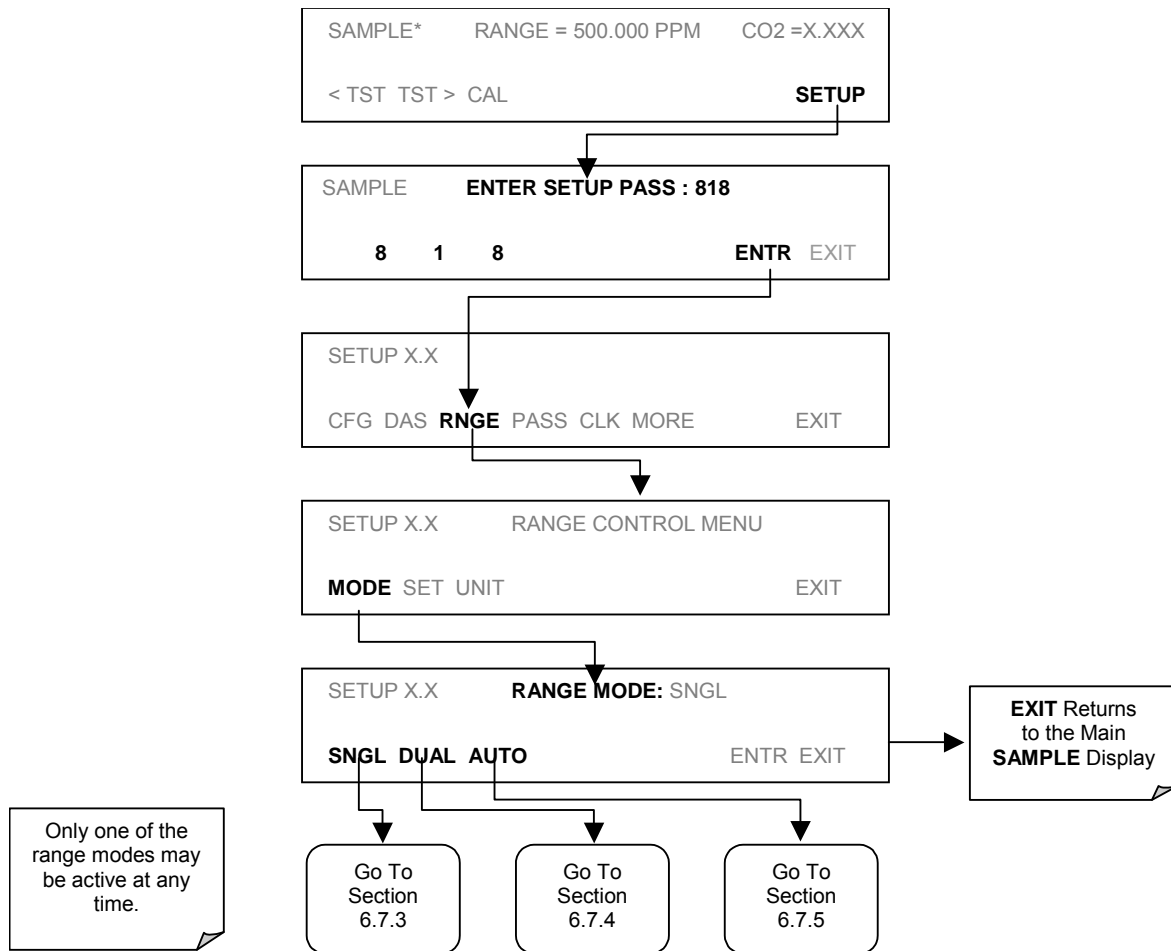 SAMPLE* RANGE = 500.000 PPM CO2 =X.XXX
< TST TST > CAL SETUP
SAMPLE ENTER SETUP PASS : 818
8 1 8 ENTR EXIT
SETUP X.X
CFG DAS RNGE PASS CLK MORE EXIT
SETUP X.X RANGE CONTROL MENU
MODE SET UNIT EXIT
SETUP X.X RANGE MODE: SNGL
SNGL DUAL AUTO ENTR EXIT
EXIT Returns
to the Main
SAMPLE Display
Only one of the
range modes may
be active at any
time.
Go To
Section
6.7.3
Go To
Section
6.7.4
Go To
Section
6.7.5